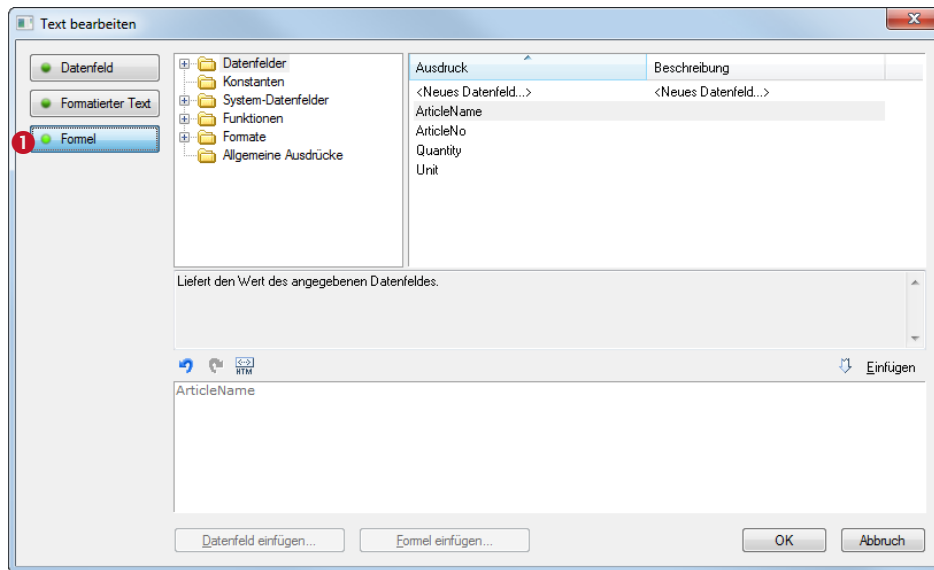 Text bearbeiten
Datenfeld
Formatierter Text
1
Formel
Datenfelder
Konstanten
System-Datenfelder
Funktionen
Formate
Allgemeine Ausdrücke
Ausdruck Beschreibung
<Neues Datenfeld...> <Neues Datenfeld...>
ArticleName
ArticleNo
Quantity
Unit
Liefert den Wert des angegebenen Datenfeldes.
HTM
Einfügen
ArticleName
Datenfeld einfügen... Formel einfügen... OK Abbruch